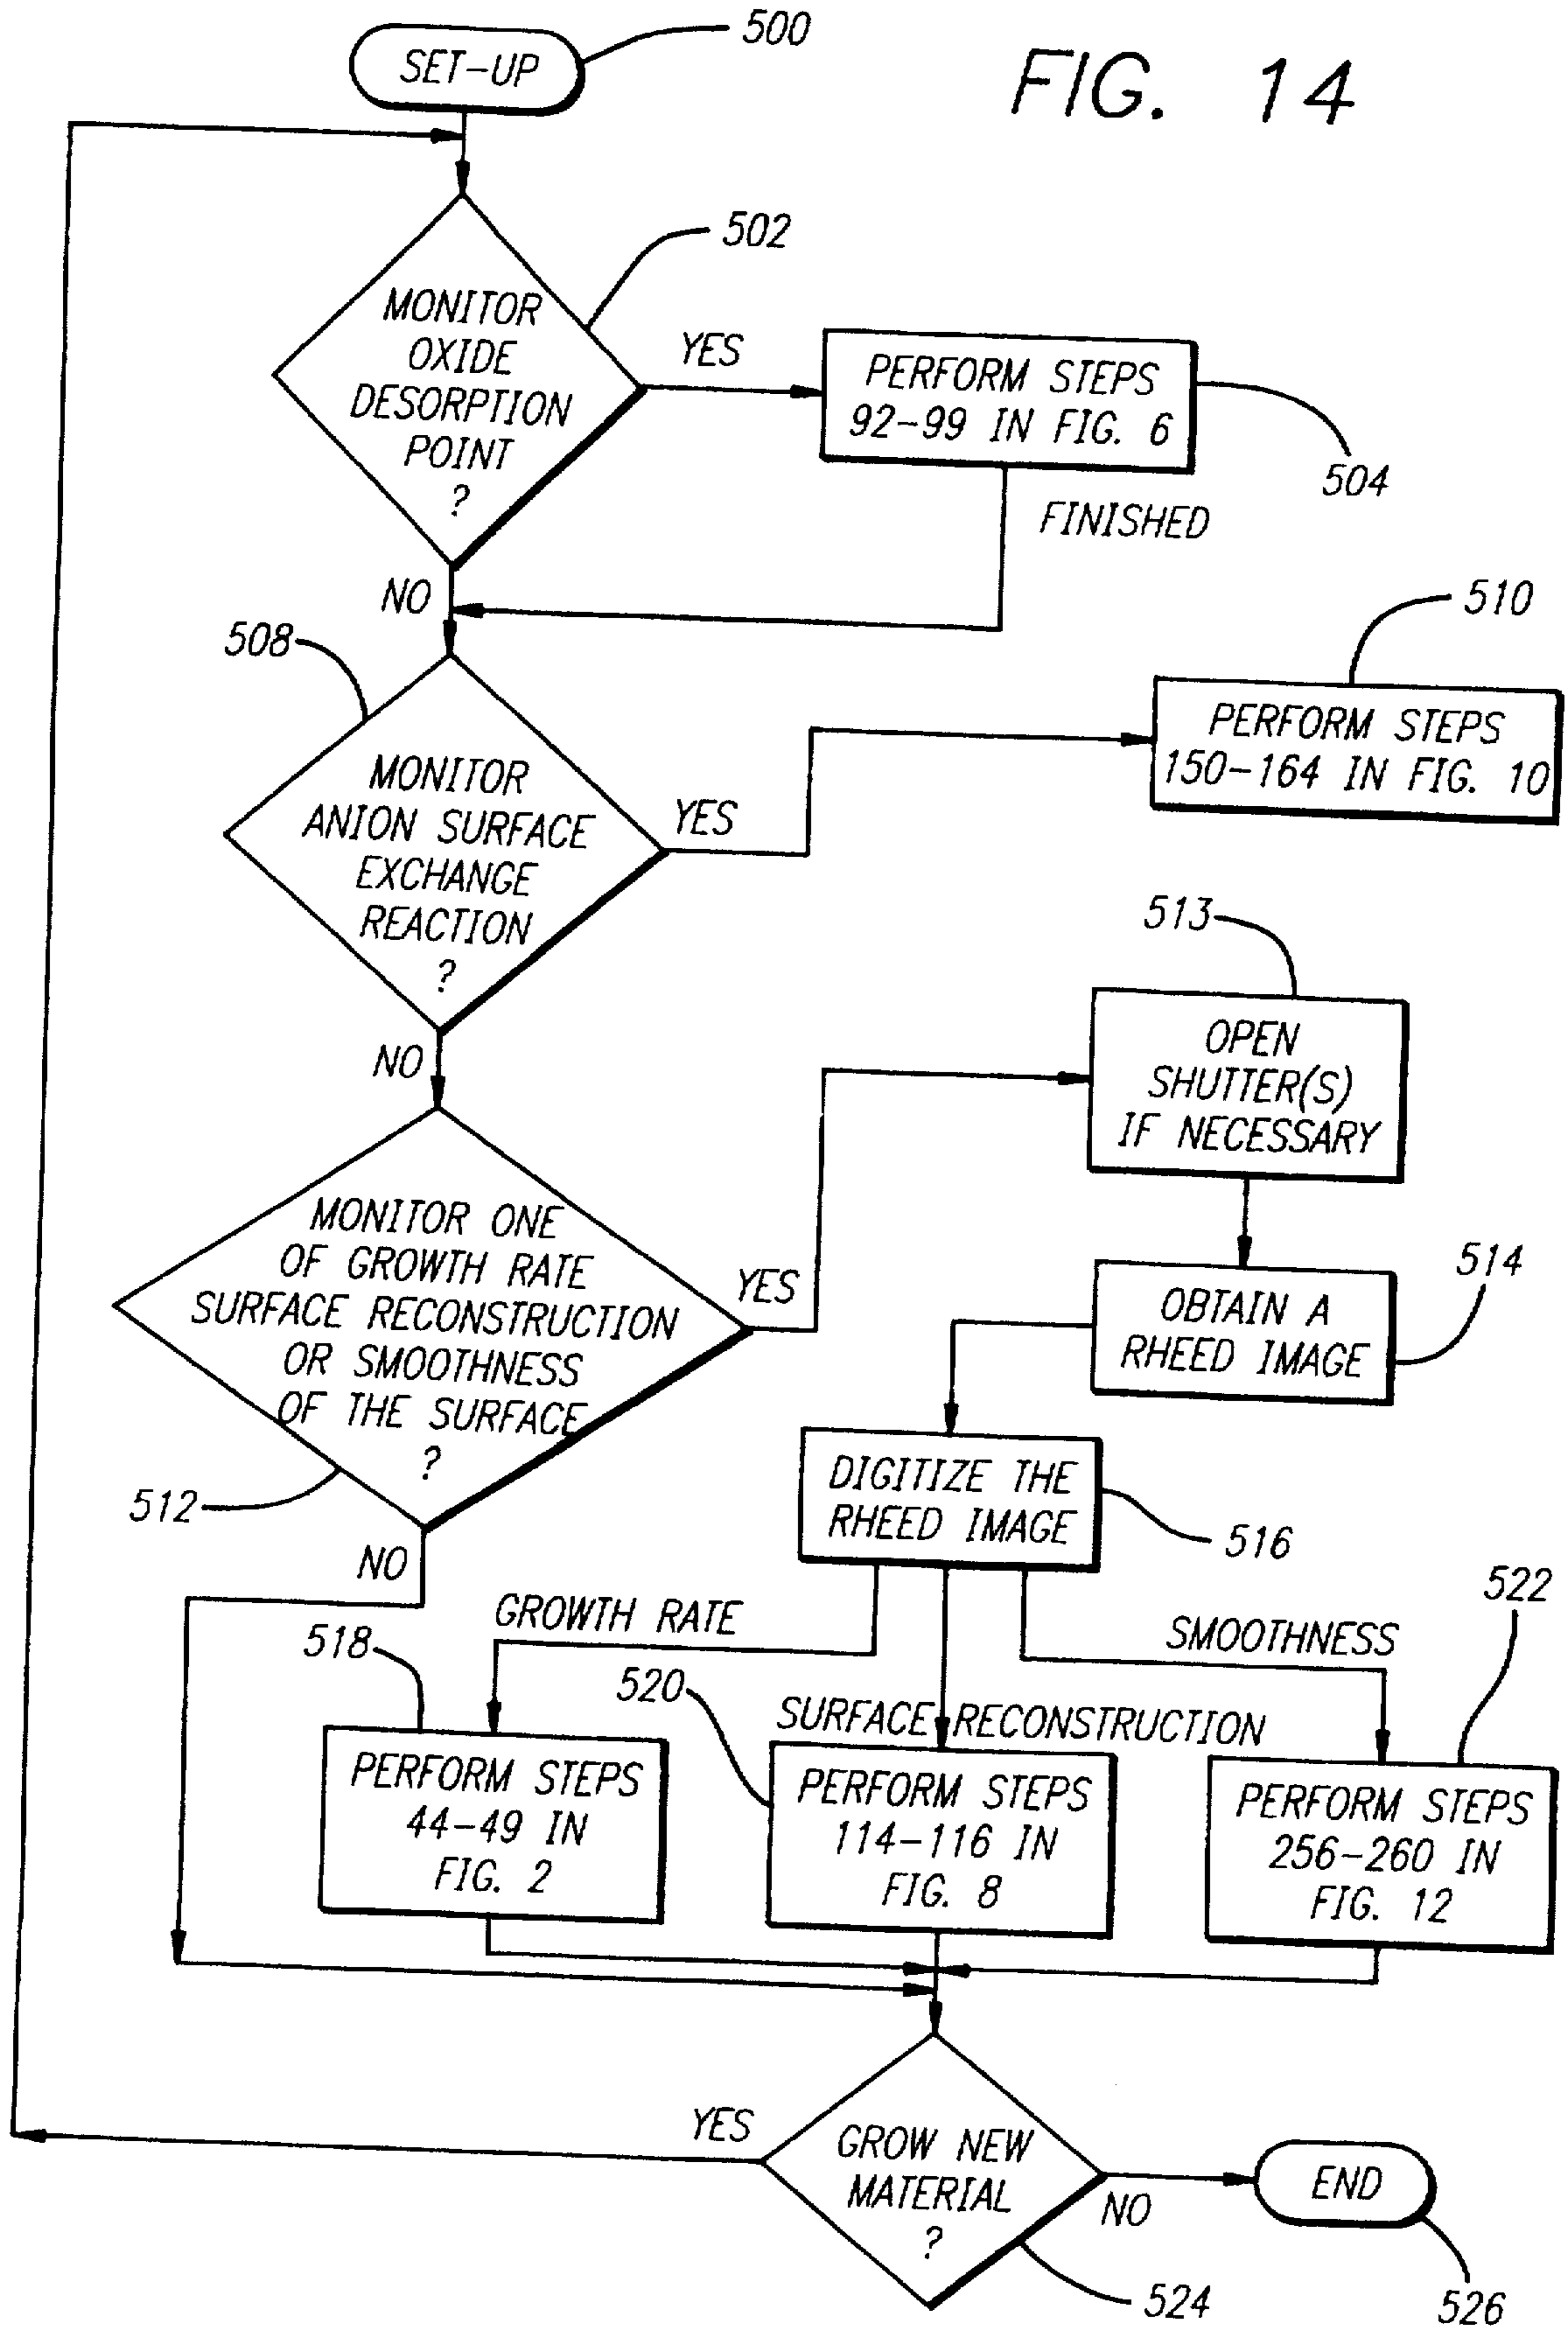 FIG. 14
500
SET-UP
502
MONITOR
OXIDE
DESORPTION
POINT
?
YES
PERFORM STEPS
92-99 IN FIG. 6
504
FINISHED
NO
508
510
PERFORM STEPS
150-164 IN FIG. 10
MONITOR
ANION SURFACE
EXCHANGE
REACTION
?
YES
NO
513
OPEN
SHUTTER(S)
IF NECESSARY
MONITOR ONE
OF GROWTH RATE
SURFACE RECONSTRUCTION
OR SMOOTHNESS
OF THE SURFACE
?
YES
514
OBTAIN A
RHEED IMAGE
512
NO
DIGITIZE THE
RHEED IMAGE
516
GROWTH RATE
SURFACE RECONSTRUCTION
SMOOTHNESS
518
PERFORM STEPS
44-49 IN
FIG. 2
520
PERFORM STEPS
114-116 IN
FIG. 8
522
PERFORM STEPS
256-260 IN
FIG. 12
YES
GROW NEW
MATERIAL
?
NO
524
END
526